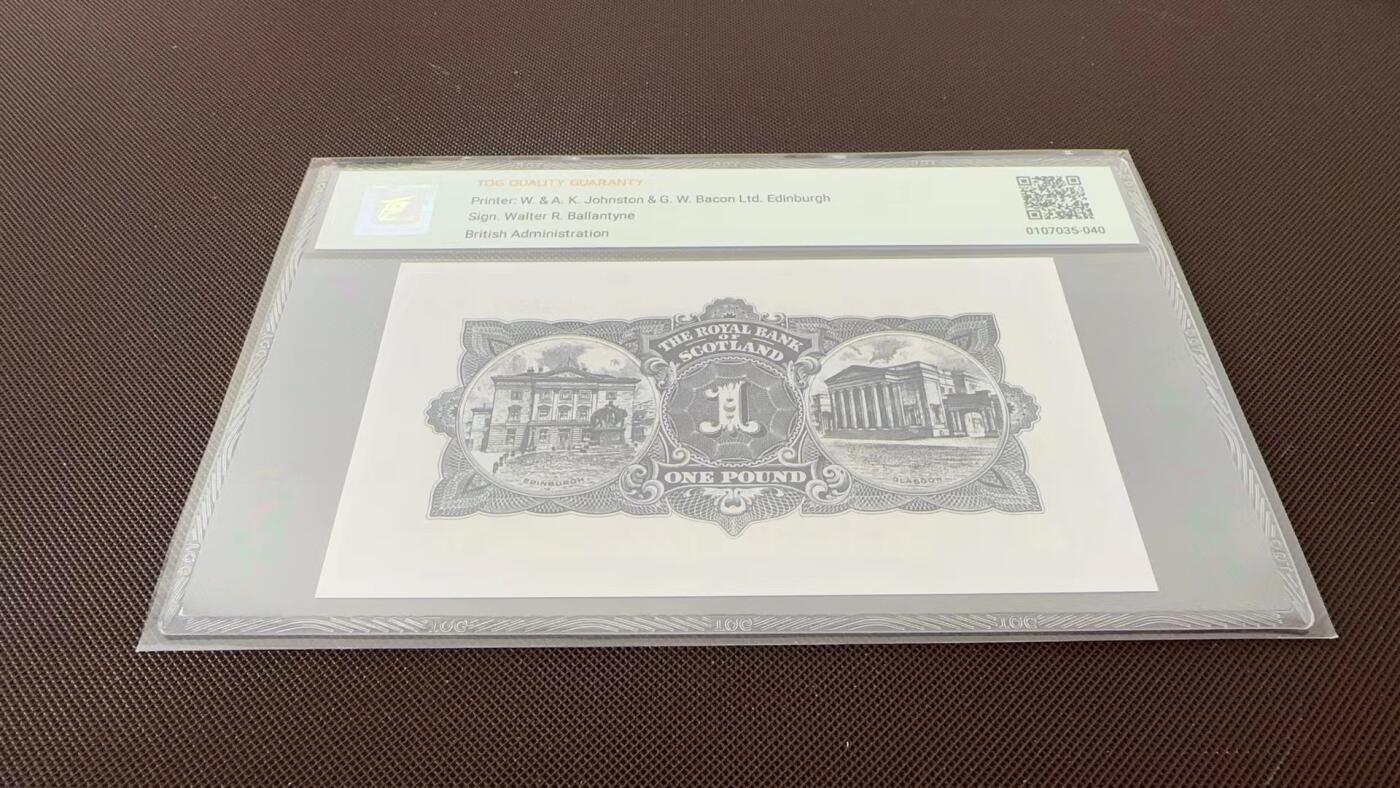 TQG QUALITY GUARANTY
Printer: W. & A. K. Johnston & G. W. Bacon Ltd. Edinburgh
Sign. Walter R. Ballantyne
British Administration
0107035-040
THE ROYAL BANK
OF
SCOTLAND
1
EDINBURGH
GLASGOW
ONE POUND